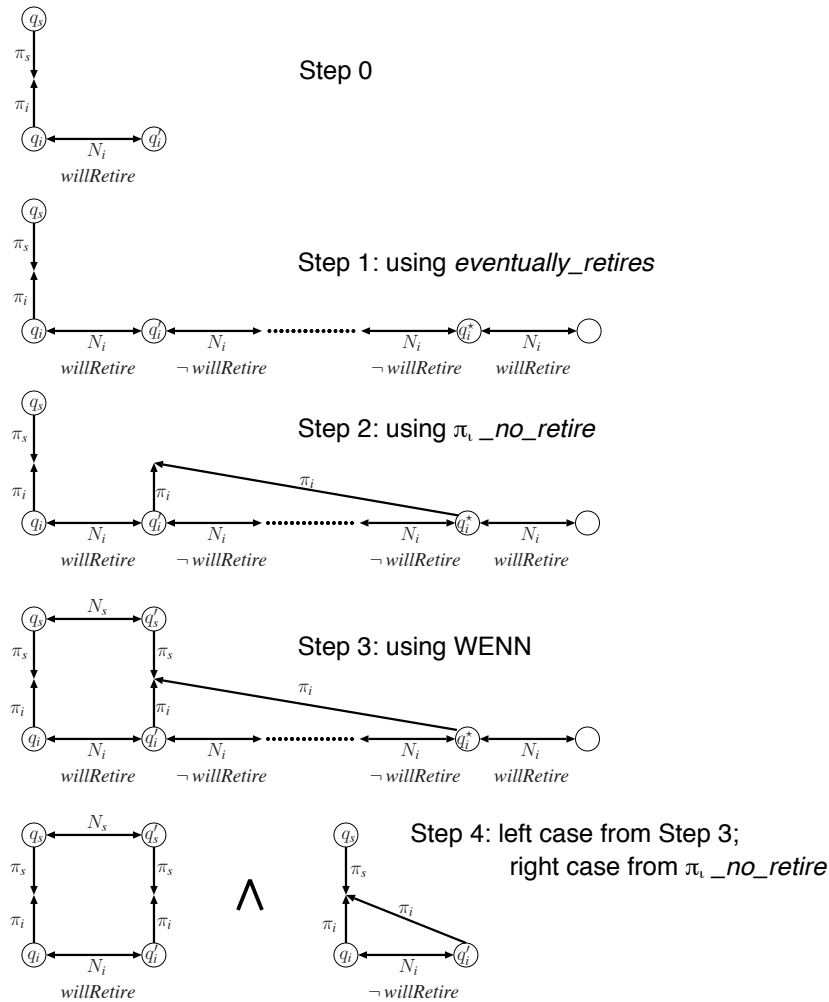 q_s
π_s
Step 0
π_i
q_i N_i q'_i
willRetire
q_s
π_s
Step 1: using eventually_retires
π_i
q_i N_i q'_i N_i N_i q*_i N_i
willRetire ¬ willRetire ¬ willRetire willRetire
q_s
π_s
Step 2: using π_ι _no_retire
π_i π_i π_i
q_i N_i q'_i N_i N_i q*_i N_i
willRetire ¬ willRetire ¬ willRetire willRetire
q_s N_s q'_s
π_s π_s
Step 3: using WENN
π_i π_i π_i
q_i N_i q'_i N_i N_i q*_i N_i
willRetire ¬ willRetire ¬ willRetire willRetire
q_s N_s q'_s q_s
Step 4: left case from Step 3;
right case from π_ι _no_retire
π_s π_s π_s
∧
π_i π_i π_i π_i
q_i N_i q'_i q_i N_i q'_i
willRetire ¬ willRetire